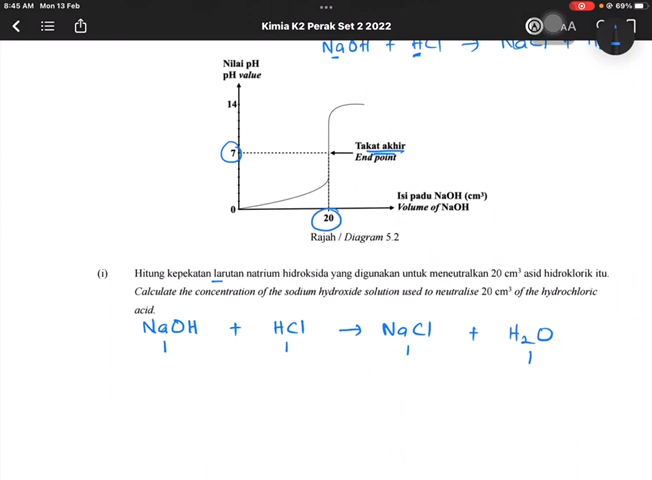 8:45 AM Mon 13 Feb
69%
Kimia K2 Perak Set 2 2022
AA
NaOH + HCl → NaCl + H
Nilai pH
pH value
14
Takat akhir
7
End point
Isi padu NaOH (cm³)
0
Volume of NaOH
20
Rajah / Diagram 5.2
(i) Hitung kepekatan larutan natrium hidroksida yang digunakan untuk meneutralkan 20 cm³ asid hidroklorik itu.
Calculate the concentration of the sodium hydroxide solution used to neutralise 20 cm³ of the hydrochloric
acid.
NaOH + HCl → NaCl + H₂O
1 1 1 1